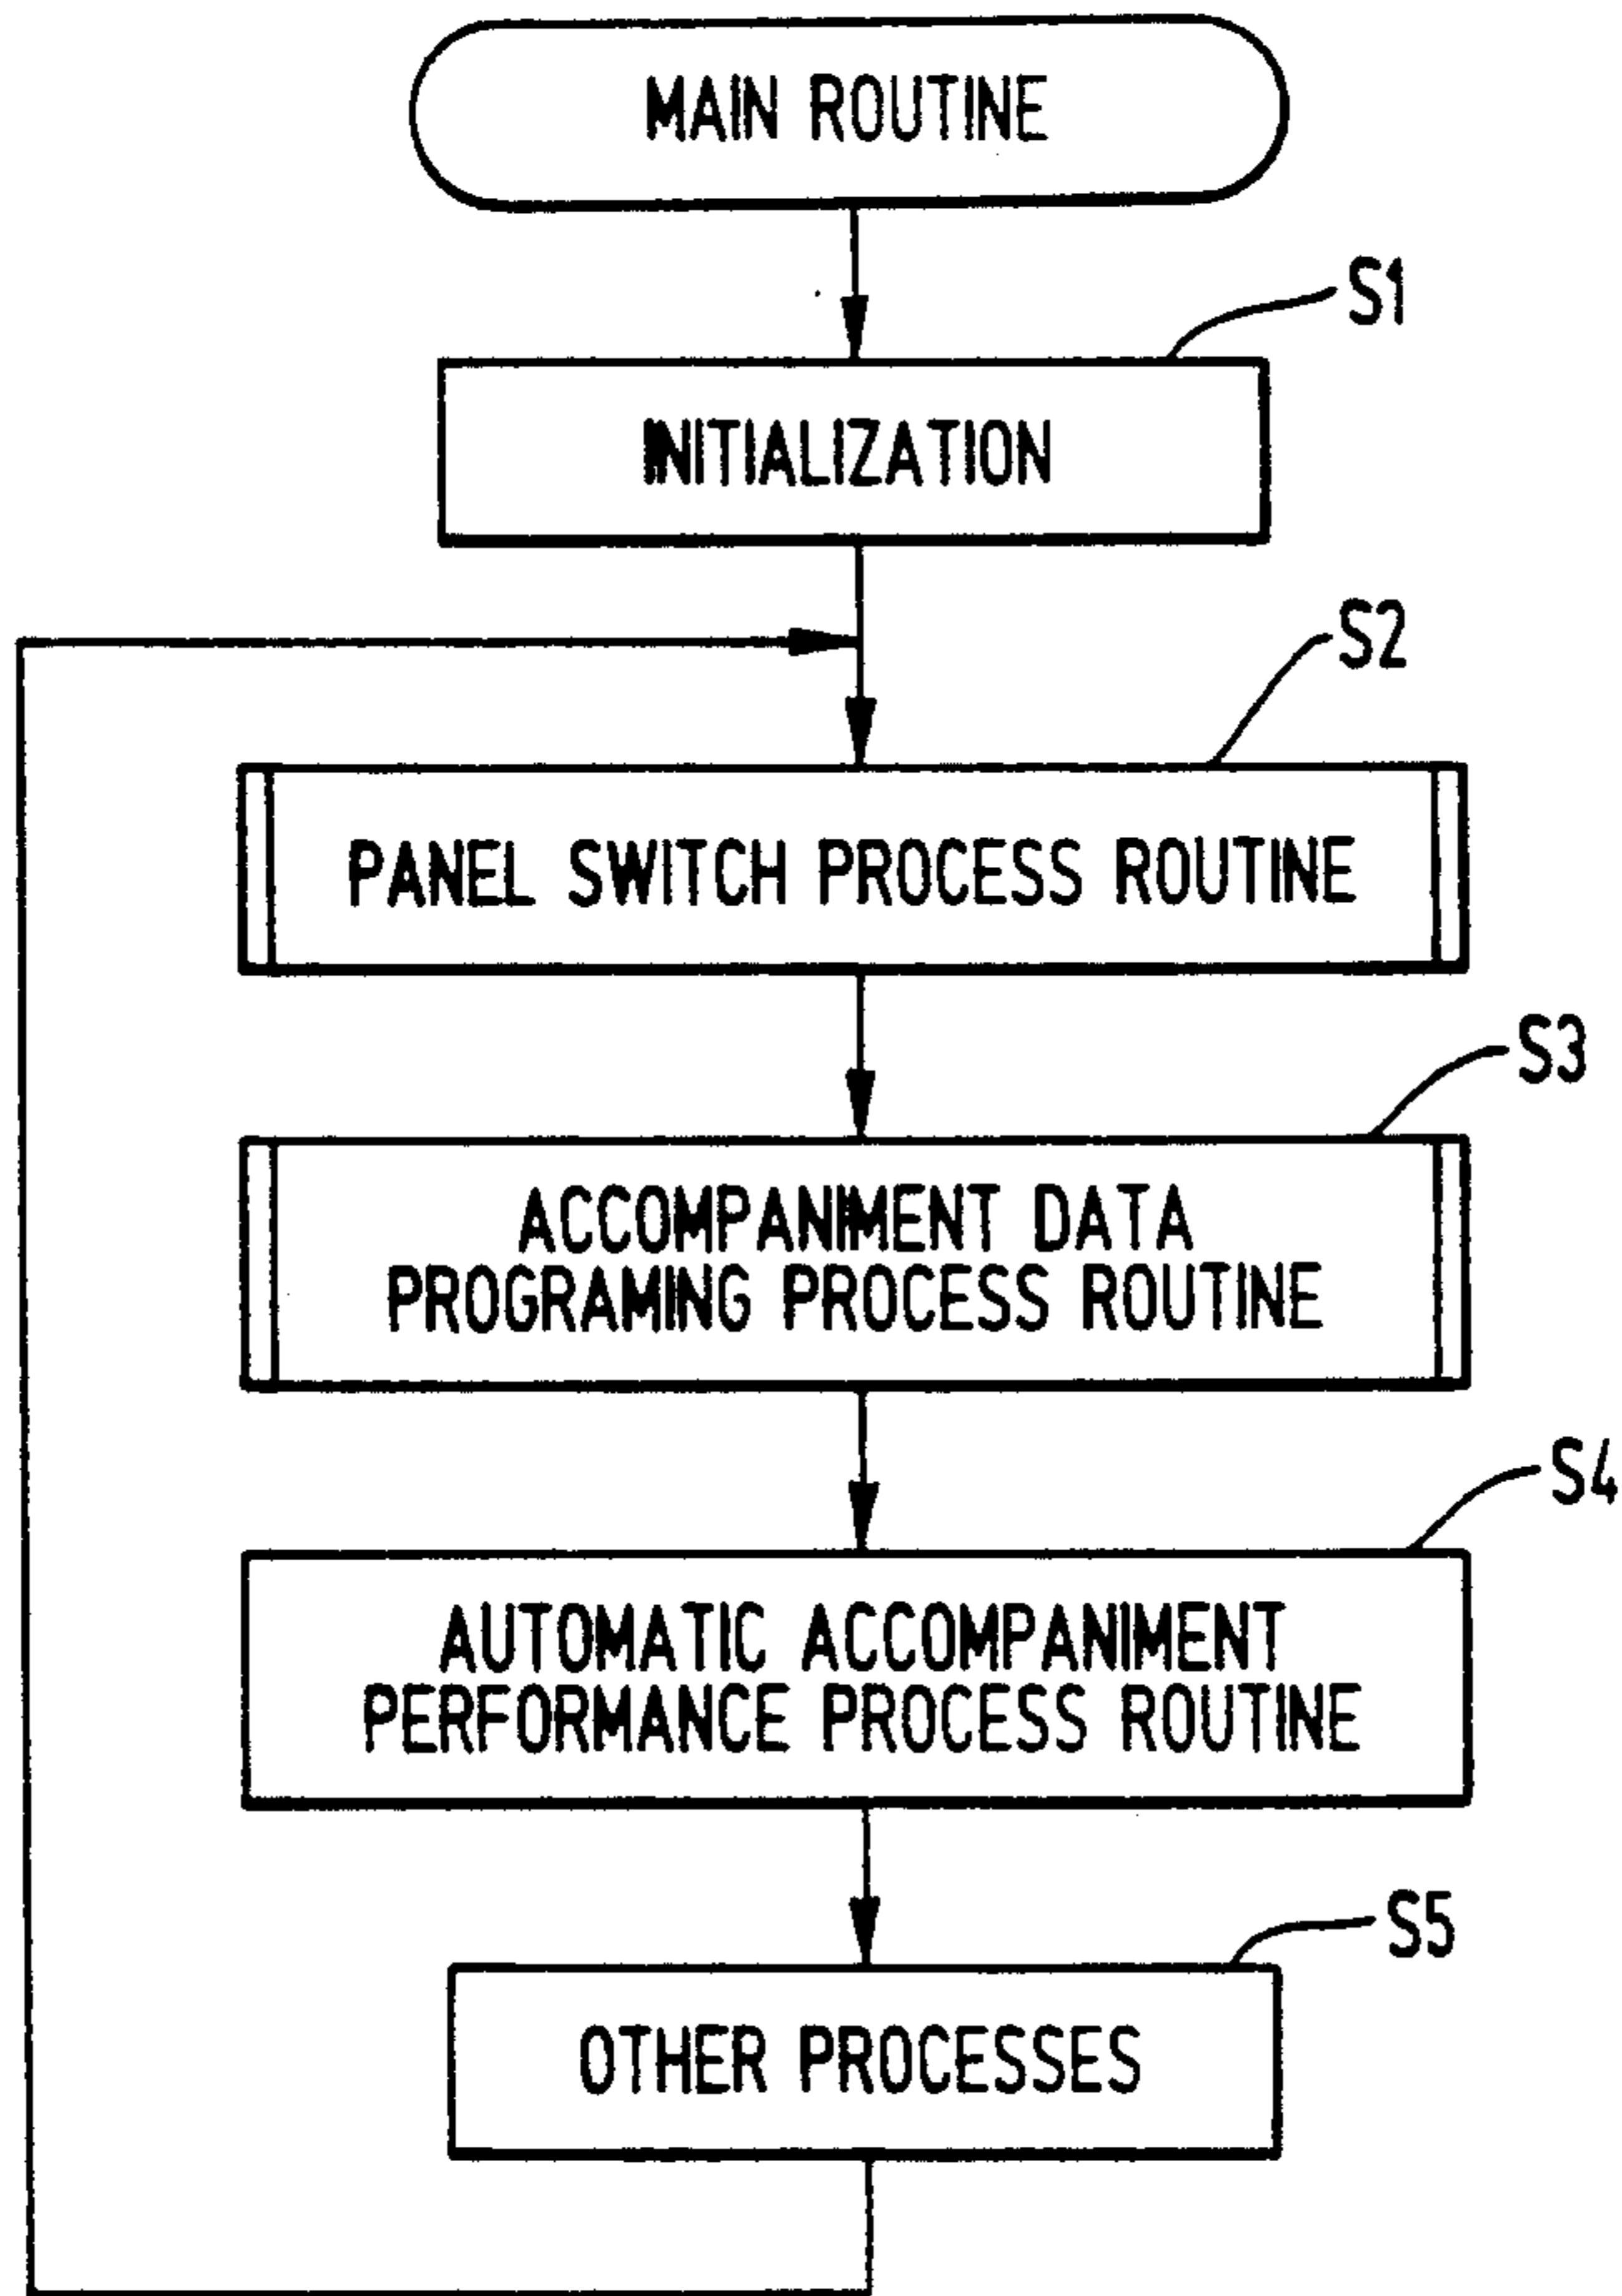 MAIN ROUTINE
S1
INITIALIZATION
S2
PANEL SWITCH PROCESS ROUTINE
S3
ACCOMPANIMENT DATA
PROGRAMING PROCESS ROUTINE
S4
AUTOMATIC ACCOMPANIMENT
PERFORMANCE PROCESS ROUTINE
S5
OTHER PROCESSES